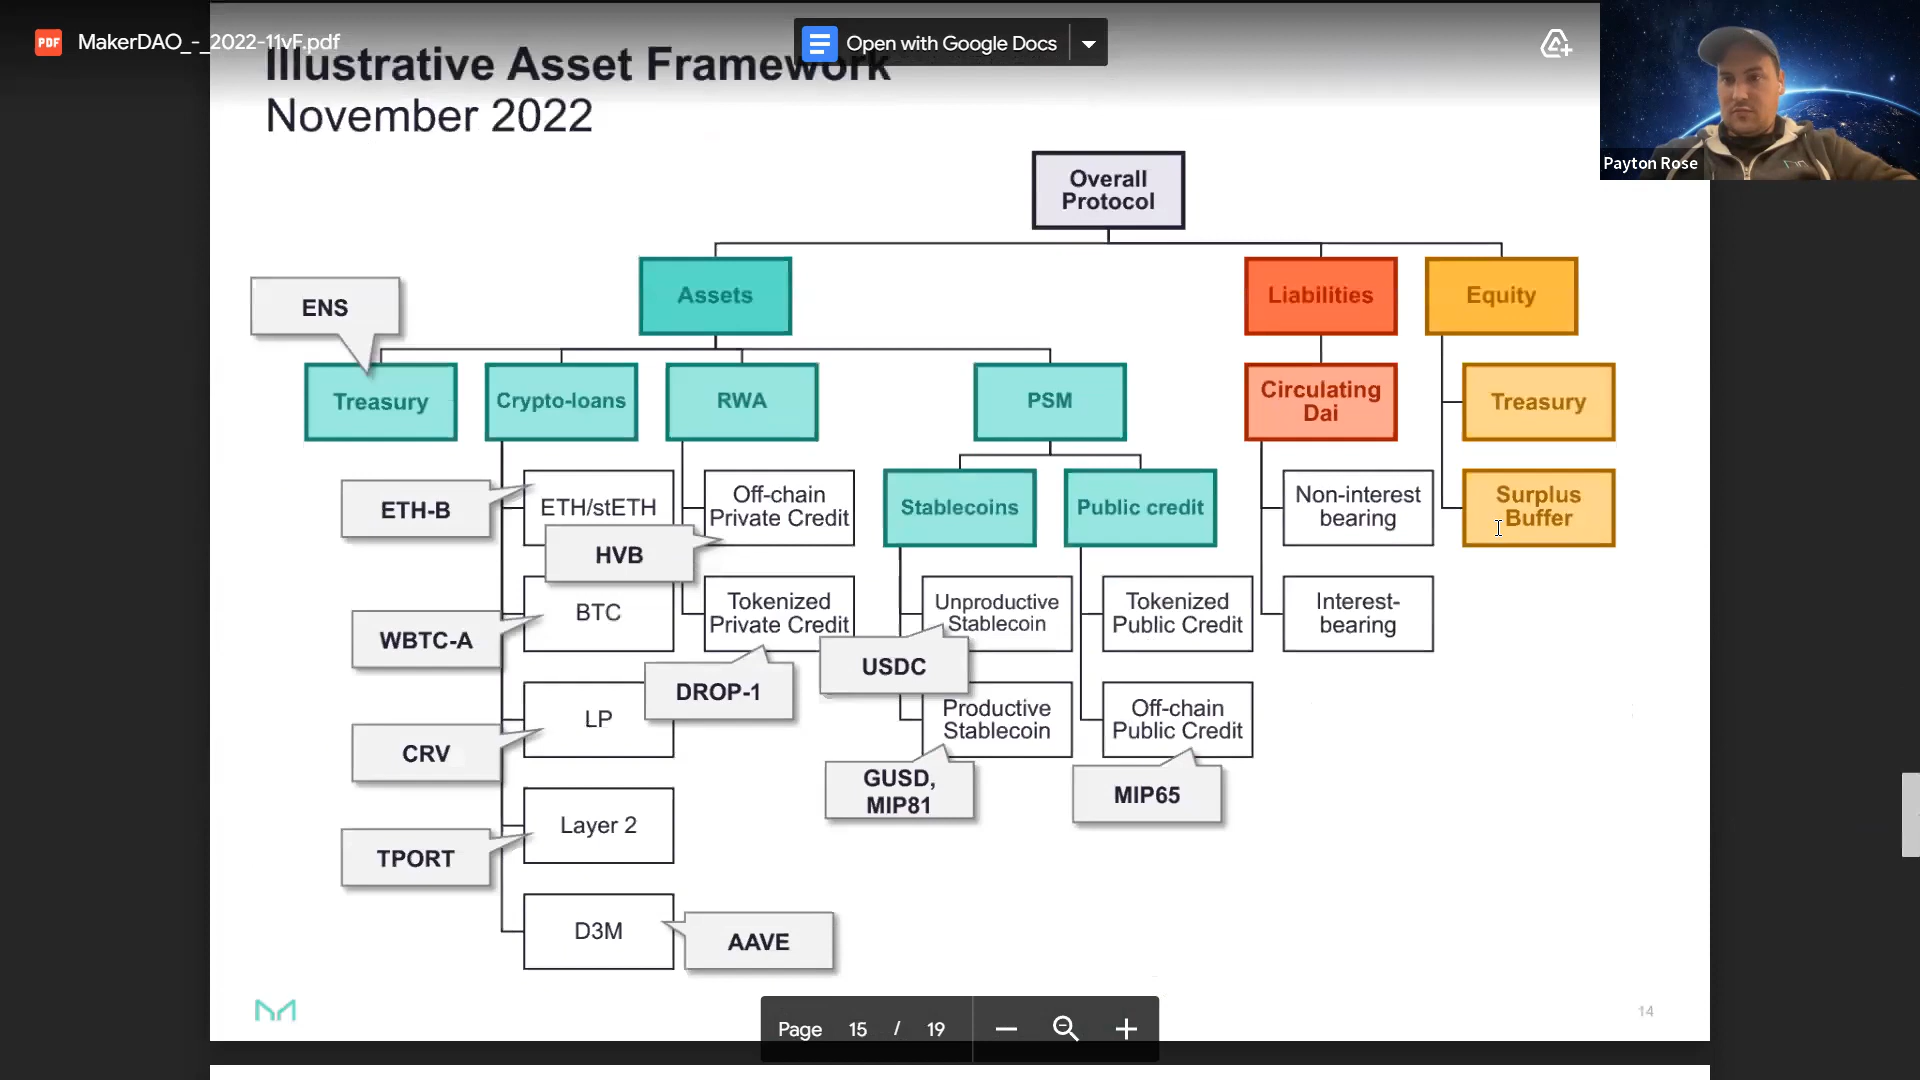 MakerDAO_-_2022-11vF.pdf
Open with Google Docs
Payton Rose
Illustrative Asset Framework
November 2022
Overall
Protocol
Assets
Liabilities
Equity
ENS
Treasury
Crypto-loans
RWA
PSM
Circulating
Dai
Treasury
ETH-B
ETH/stETH
HVB
Off-chain
Private Credit
Stablecoins
Public credit
Non-interest
bearing
Surplus
Buffer
WBTC-A
BTC
Tokenized
Private Credit
DROP-1
Unproductive
Stablecoin
USDC
Tokenized
Public Credit
Interest-
bearing
CRV
LP
Productive
Stablecoin
GUSD,
MIP81
Off-chain
Public Credit
MIP65
TPORT
Layer 2
D3M
AAVE
14
Page 15 / 19
PDF